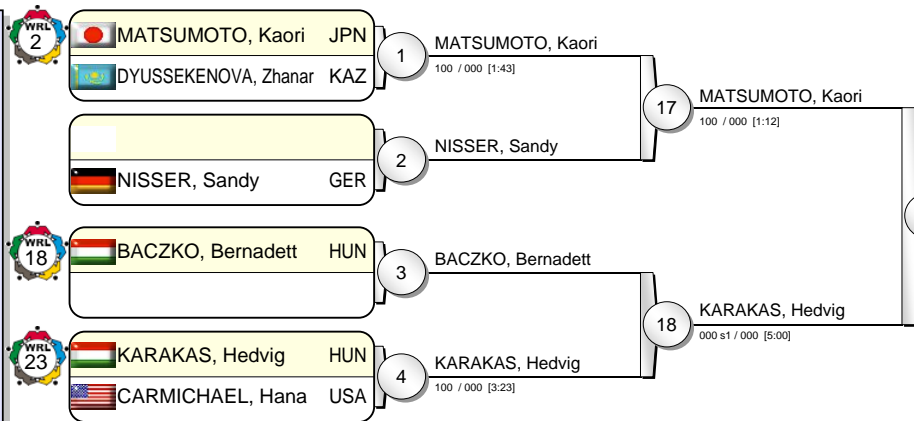 WRL
2
MATSUMOTO, Kaori JPN
DYUSSEKENOVA, Zhanar KAZ
1
MATSUMOTO, Kaori
100 / 000 [1:43]
NISSER, Sandy GER
2
NISSER, Sandy
17
MATSUMOTO, Kaori
100 / 000 [1:12]
WRL
18
BACZKO, Bernadett HUN
3
BACZKO, Bernadett
WRL
23
KARAKAS, Hedvig HUN
CARMICHAEL, Hana USA
4
KARAKAS, Hedvig
100 / 000 [3:23]
18
KARAKAS, Hedvig
000 s1 / 000 [5:00]